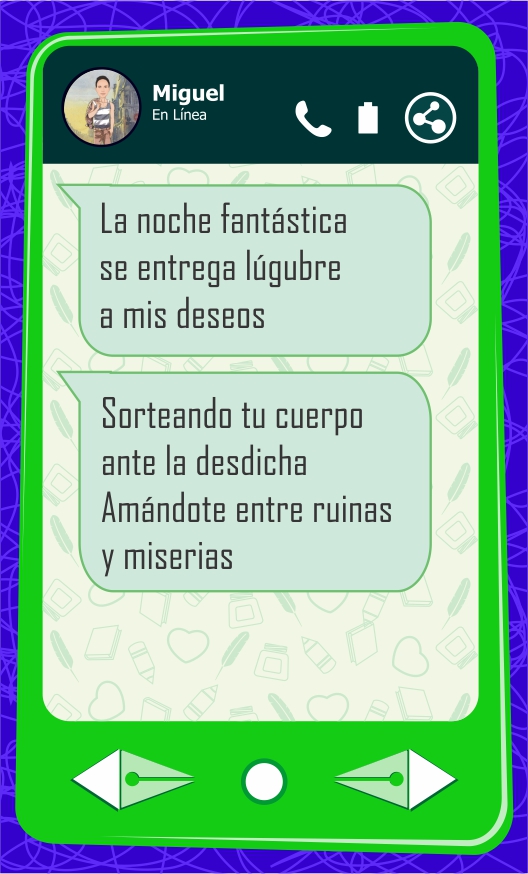 Miguel
En Línea
La noche fantástica
se entrega lúgubre
a mis deseos
Sorteando tu cuerpo
ante la desdicha
Amándote entre ruinas
y miserias